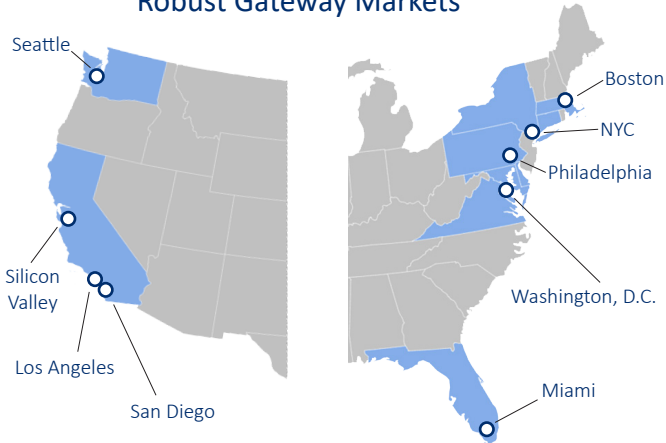 Robust Gateway Markets
Seattle
Boston
NYC
Philadelphia
Silicon
Valley
Washington, D.C.
Los Angeles
San Diego
Miami